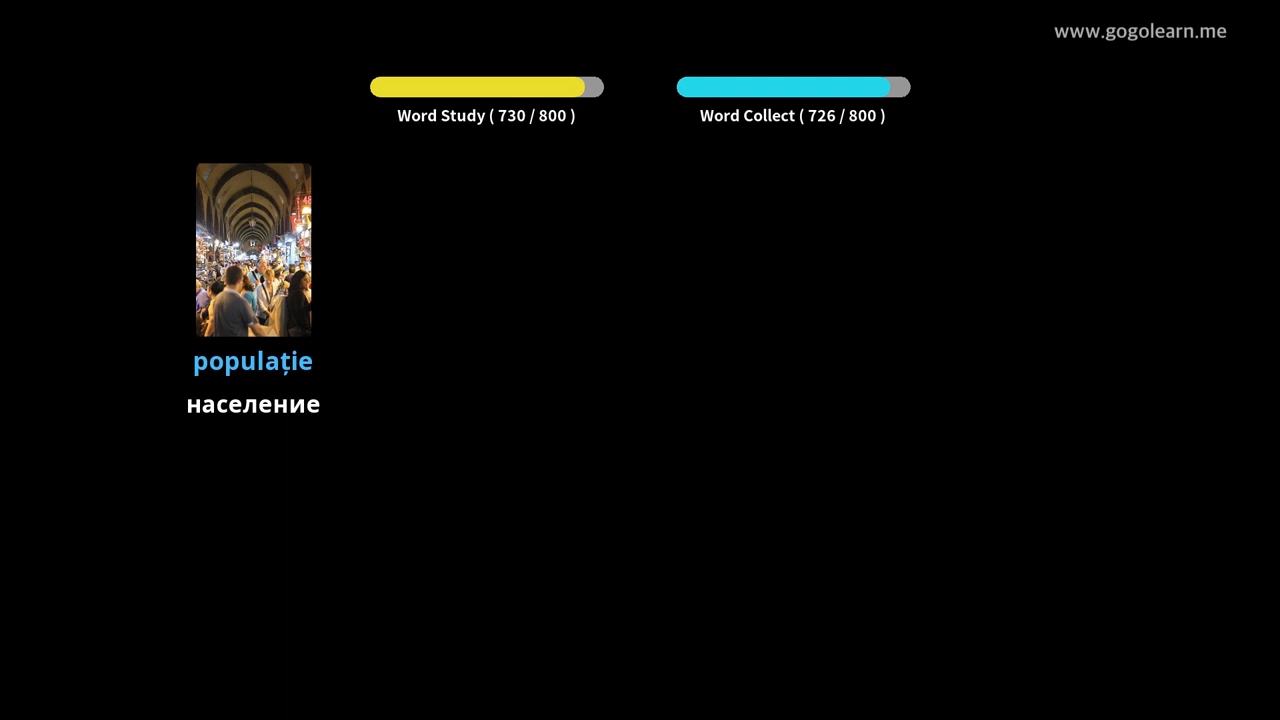 www.gogolearn.me
Word Study ( 730 / 800 )
Word Collect ( 726 / 800 )
populație
население